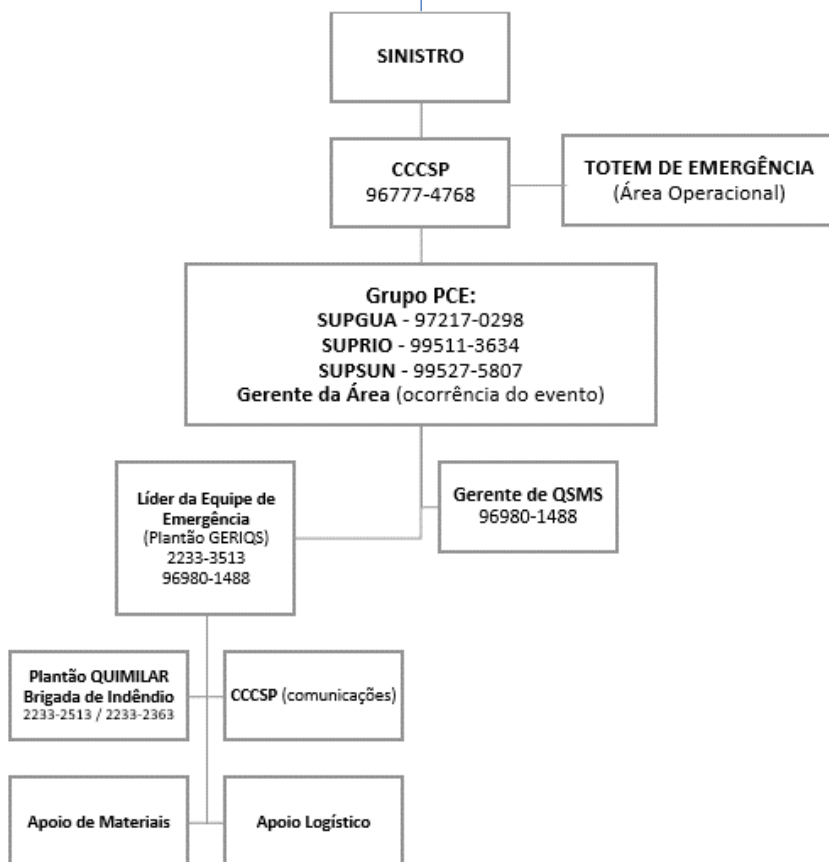 SINISTRO
CCCSP
96777-4768
TOTEM DE EMERGÊNCIA
(Área Operacional)
Grupo PCE:
SUPGUA - 97217-0298
SUPRIO - 99511-3634
SUPSUN - 99527-5807
Gerente da Área (ocorrência do evento)
Líder da Equipe de
Emergência
(Plantão GERIQS)
2233-3513
96980-1488
Gerente de QSMS
96980-1488
Plantão QUIMILAR
Brigada de Indêndio
2233-2513 / 2233-2363
CCCSP (comunicações)
Apoio de Materiais
Apoio Logístico